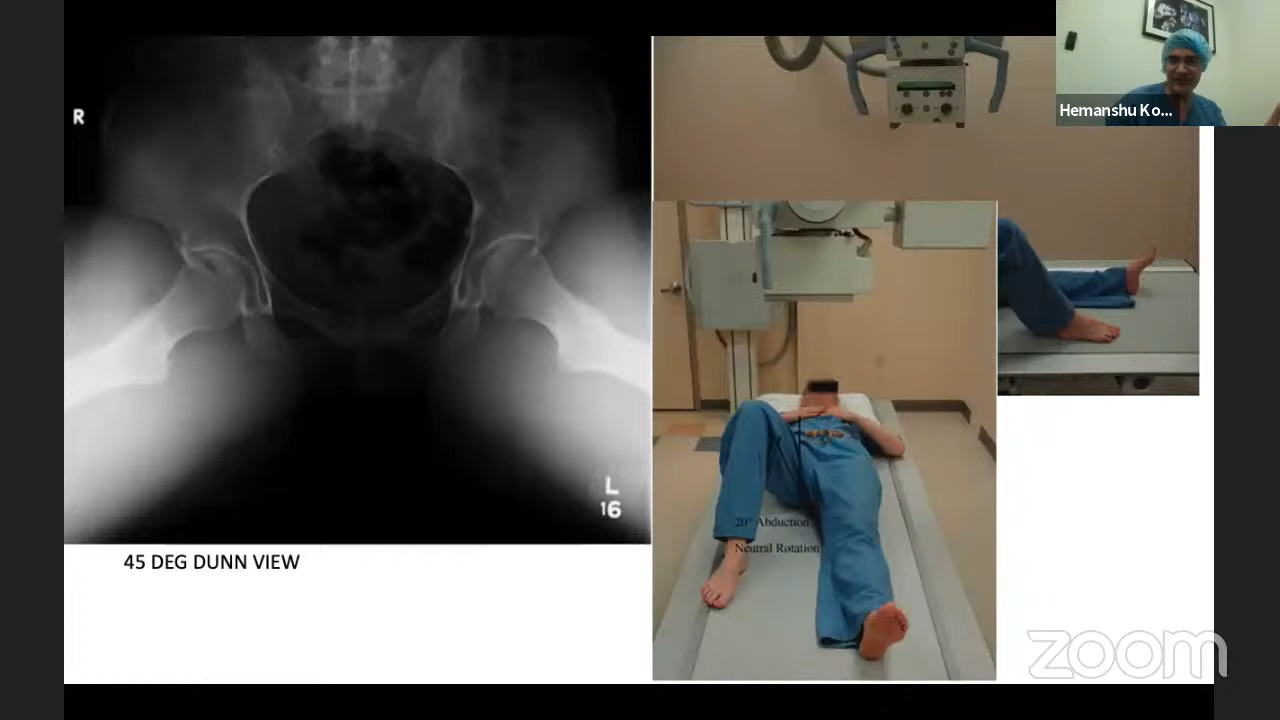 R
L
16
45 DEG DUNN VIEW
20° Abduction
Neutral Rotation
Hemanshu Ko...
zoom